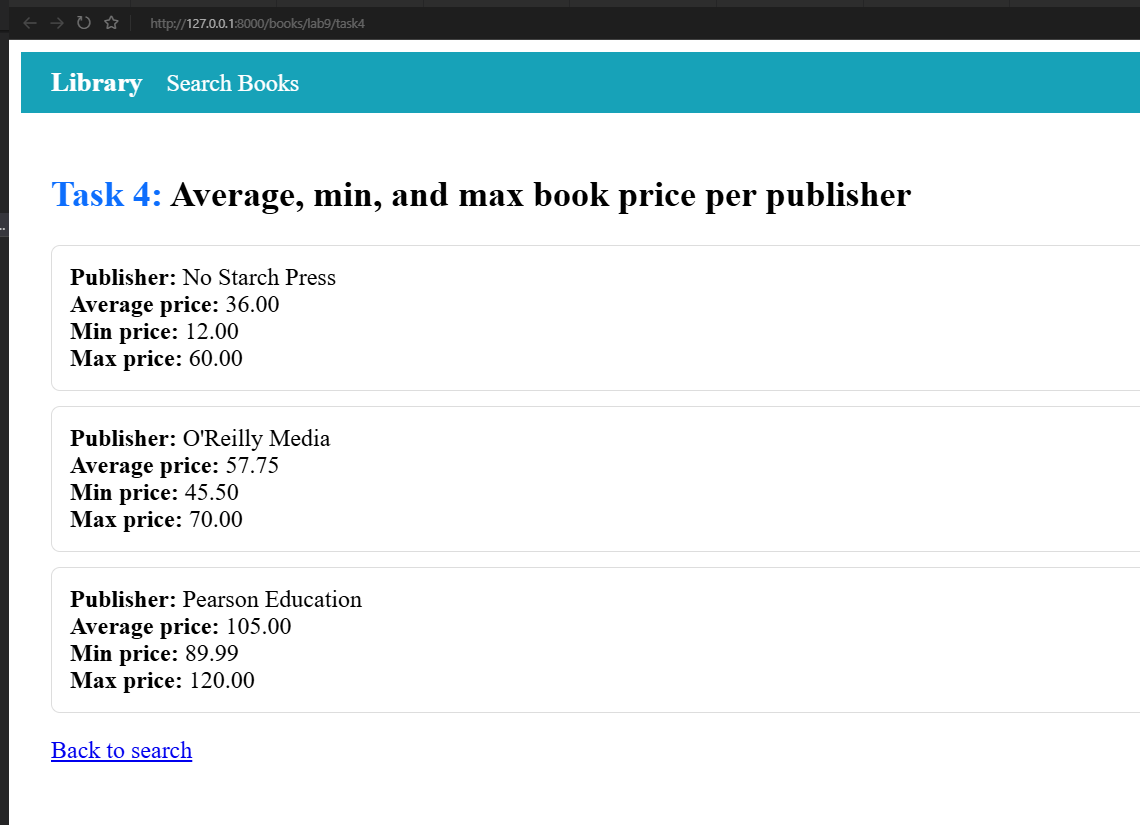 http://127.0.0.1:8000/books/lab9/task4
Library Search Books
Task 4: Average, min, and max book price per publisher
Publisher: No Starch Press
Average price: 36.00
Min price: 12.00
Max price: 60.00
Publisher: O'Reilly Media
Average price: 57.75
Min price: 45.50
Max price: 70.00
Publisher: Pearson Education
Average price: 105.00
Min price: 89.99
Max price: 120.00
Back to search